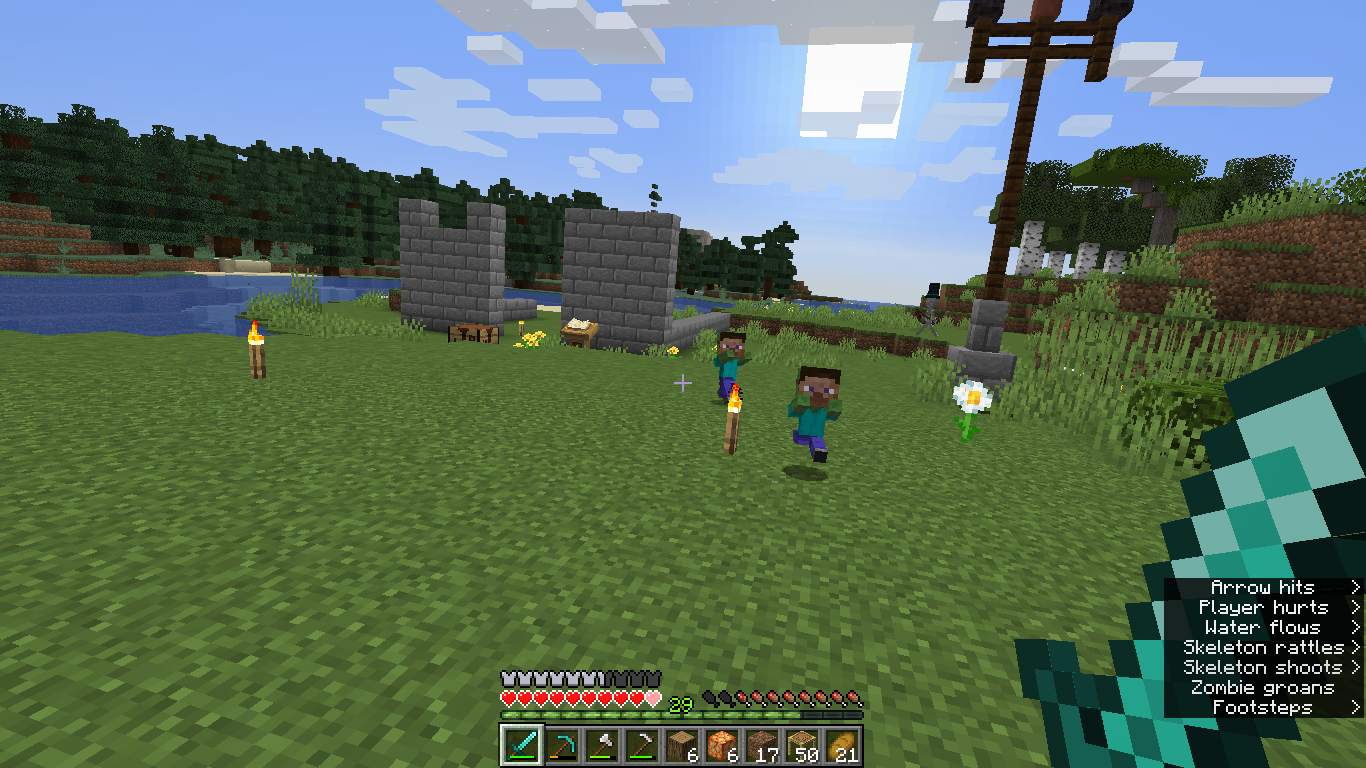 Arrow hits >
Player hurts >
Water flows >
Skeleton rattles >
Skeleton shoots >
Zombie groans
Footsteps >
29
6
6
17
50
21